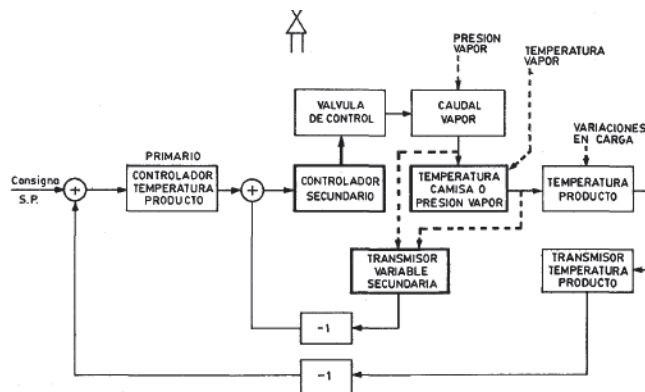 PRESION
VAPOR
TEMPERATURA
VAPOR
VALVULA
DE CONTROL
CAUDAL
VAPOR
VARIACIONES
EN CARGA
PRIMARIO
Consigna
S.P.
+
CONTROLADOR
TEMPERATURA
PRODUCTO
+
CONTROLADOR
SECUNDARIO
TEMPERATURA
CAMISA O
PRESION VAPOR
TEMPERATURA
PRODUCTO
TRANSMISOR
VARIABLE
SECUNDARIA
TRANSMISOR
TEMPERATURA
PRODUCTO
-1
-1